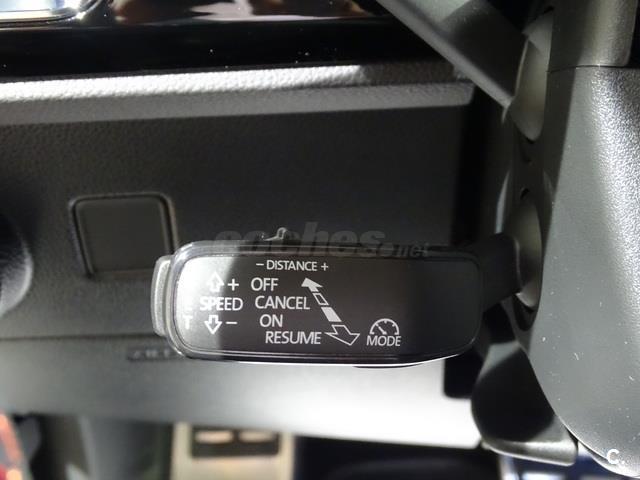 coches.net
− DISTANCE +
+ OFF
SPEED CANCEL
T − ON
RESUME MODE